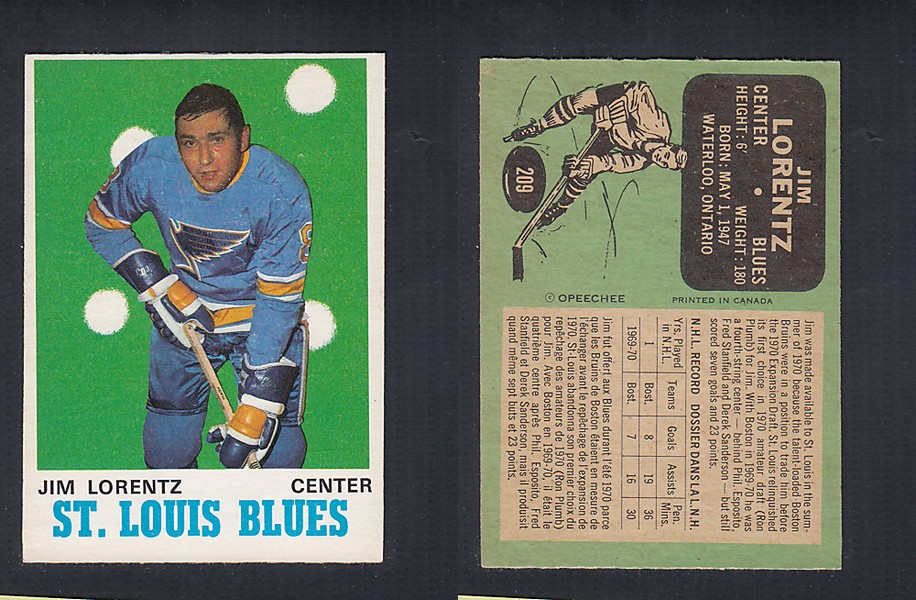 JIM LORENTZ CENTER
ST. LOUIS BLUES
8
209
JIM
LORENTZ
CENTER • BLUES
HEIGHT: 6' WEIGHT: 180
BORN: MAY 1, 1947
WATERLOO, ONTARIO
© OPEECHEE PRINTED IN CANADA
Jim was made available to St. Louis in the sum-
mer of 1970 because the talent-loaded Boston
Bruins were in a position to trade him before
the 1970 Expansion Draft. St. Louis relinquished
its first choice in 1970 amateur draft (Ron
Plumb) for Jim. With Boston in 1969-70 he was
a fourth-string center — behind Phil. Esposito
Fred Stanfield and Derek Sanderson — but still
scored seven goals and 23 points.
N.H.L. RECORD DOSSIER DANS LA L.N.H.
Yrs. Played Pen.
in N.H.L. Teams Goals Assists Mins.
1 Bost. 8 19 36
1969-70 Bost. 7 16 30
Jim fut offert aux Blues durant l'été 1970 parce
que les Bruins de Boston étaient en mesure de
l'échanger avant le repêchage de l'expansion de
1970. St-Louis abandonna son premier choix du
repêchage des amateurs de 1970 (Ron Plumb)
pour Jim. Avec Boston en 1969-70, il était le
quatrième centre après Phil. Esposito, Fred
Stanfield et Derek Sanderson, mais il produisit
quand même sept buts et 23 points.